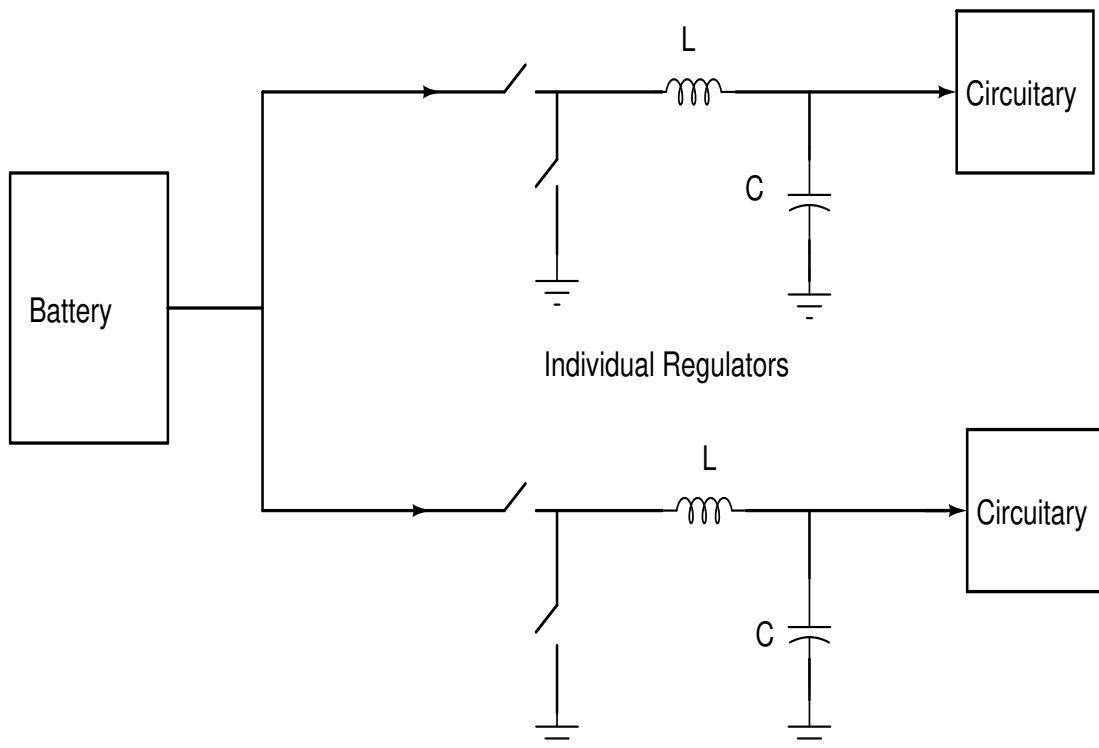 L
Circuitary
C
Battery
Individual Regulators
L
Circuitary
C